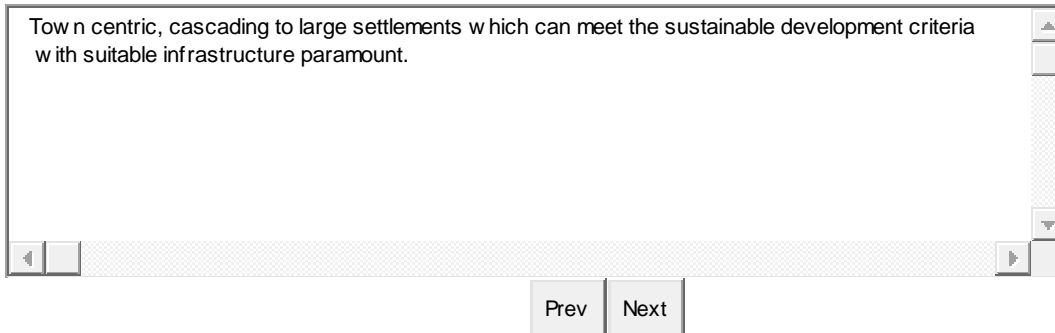 Town centric, cascading to large settlements which can meet the sustainable development criteria
with suitable infrastructure paramount.
Prev Next